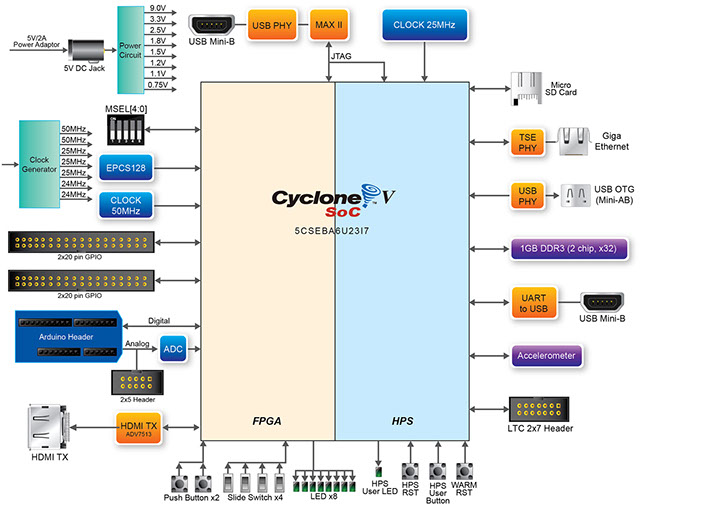 5V/2A
Power Adaptor
5V DC Jack
Power
Circuit
9.0V
3.3V
2.5V
1.8V
1.5V
1.2V
1.1V
0.75V
USB Mini-B
USB PHY
MAX II
JTAG
CLOCK 25MHz
MSEL[4:0]
Clock
Generator
50MHz
50MHz
25MHz
25MHz
25MHz
24MHz
24MHz
EPCS128
CLOCK
50MHz
2x20 pin GPIO
2x20 pin GPIO
Arduino Header
Digital
Analog
ADC
2x5 Header
HDMI TX
HDMI TX
ADV7513
Cyclone V
SoC
5CSEBA6U23I7
FPGA
HPS
Micro
SD Card
TSE
PHY
Giga
Ethernet
USB
PHY
USB OTG
(Mini-AB)
1GB DDR3 (2 chip, x32)
UART
to USB
USB Mini-B
Accelerometer
LTC 2x7 Header
Push Button x2
Slide Switch x4
LED x8
HPS
User LED
HPS
RST
HPS
User
Button
WARM
RST